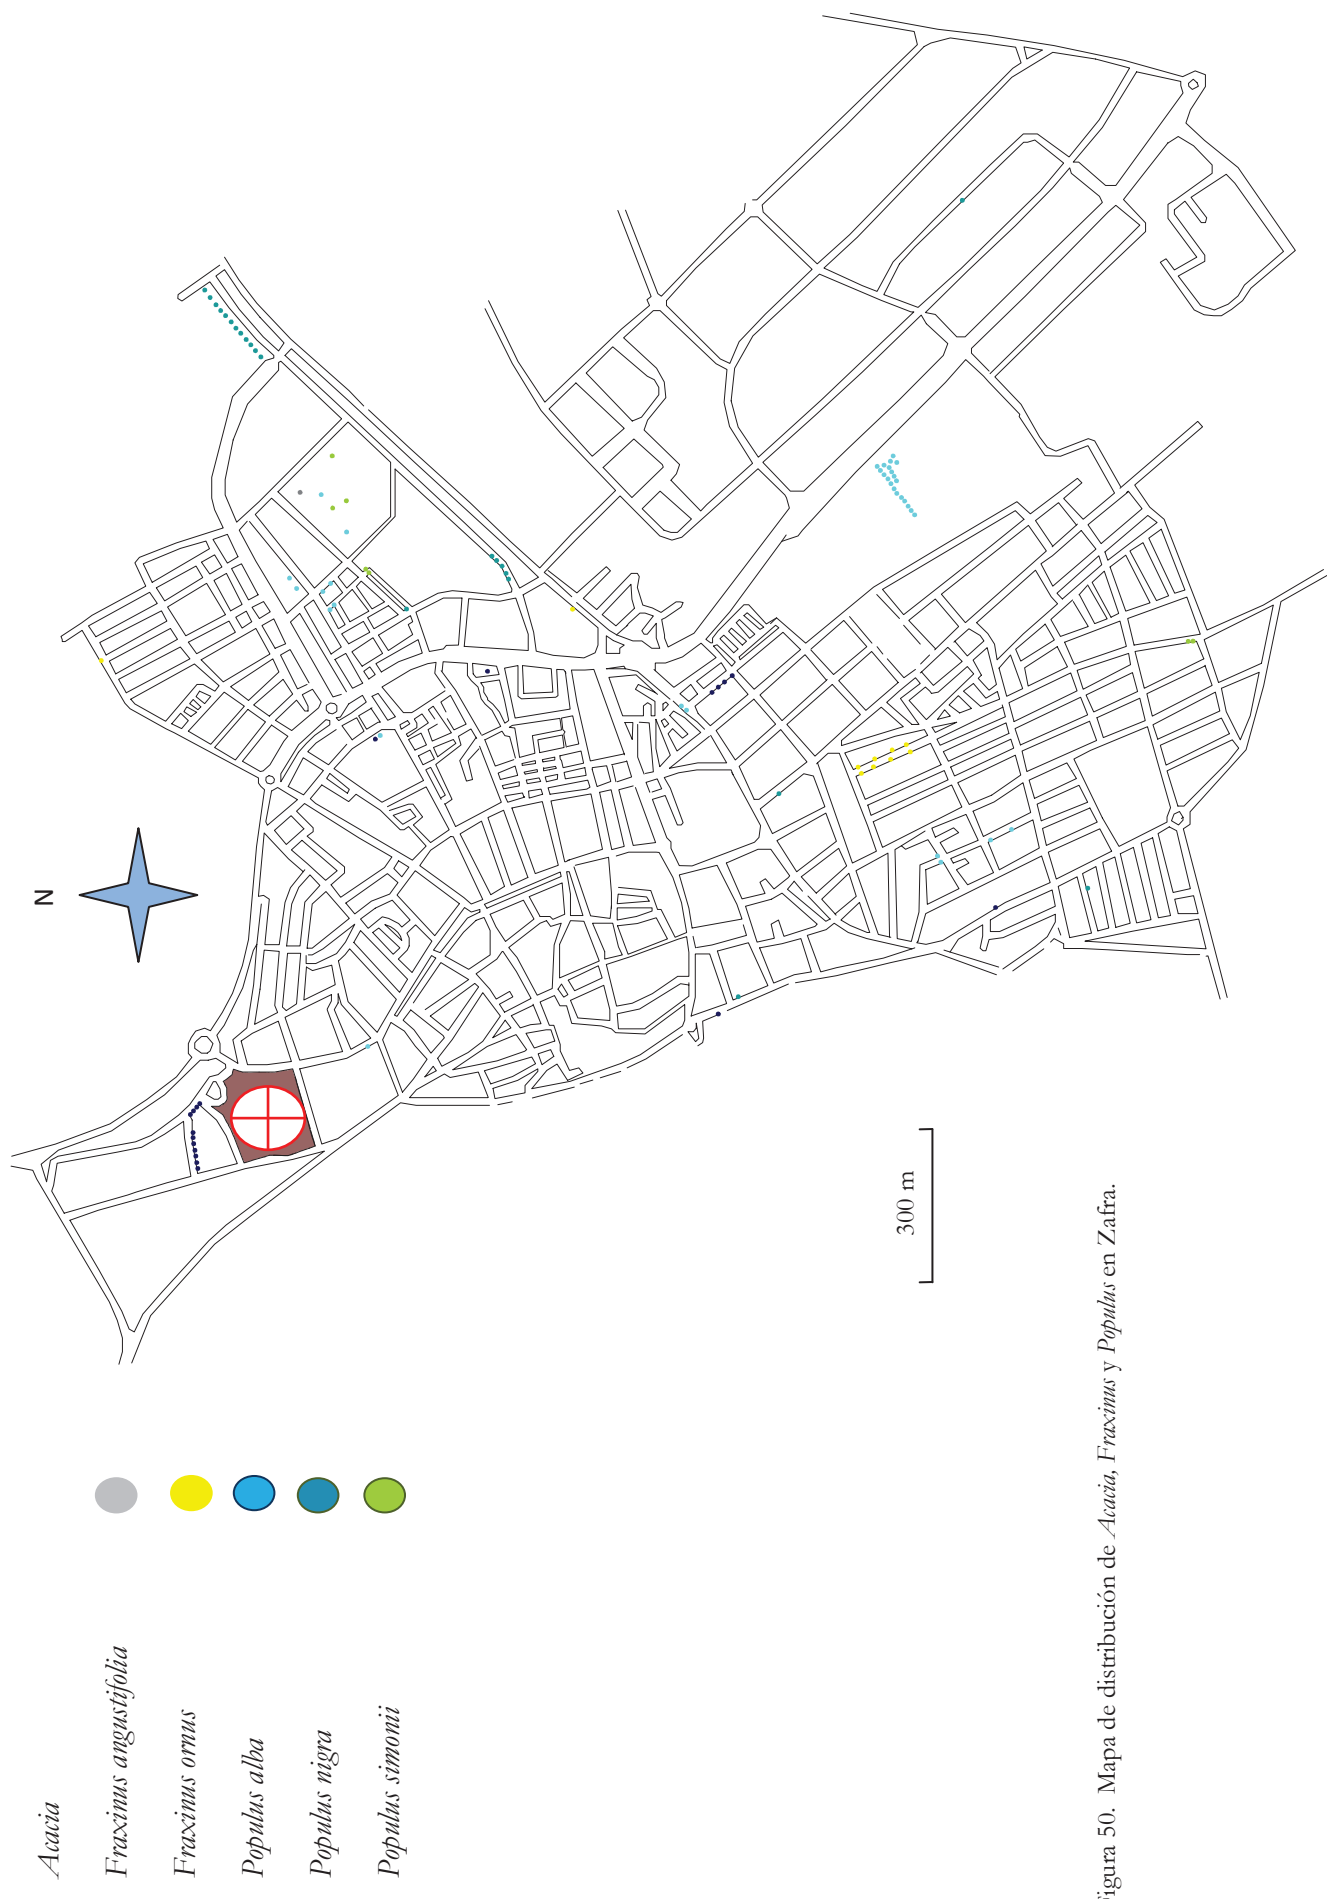 N
Acacia
Fraxinus angustifolia
Fraxinus ornus
Populus alba
Populus nigra
Populus simonii
300 m
igura 50. Mapa de distribución de Acacia, Fraxinus y Populus en Zafra.